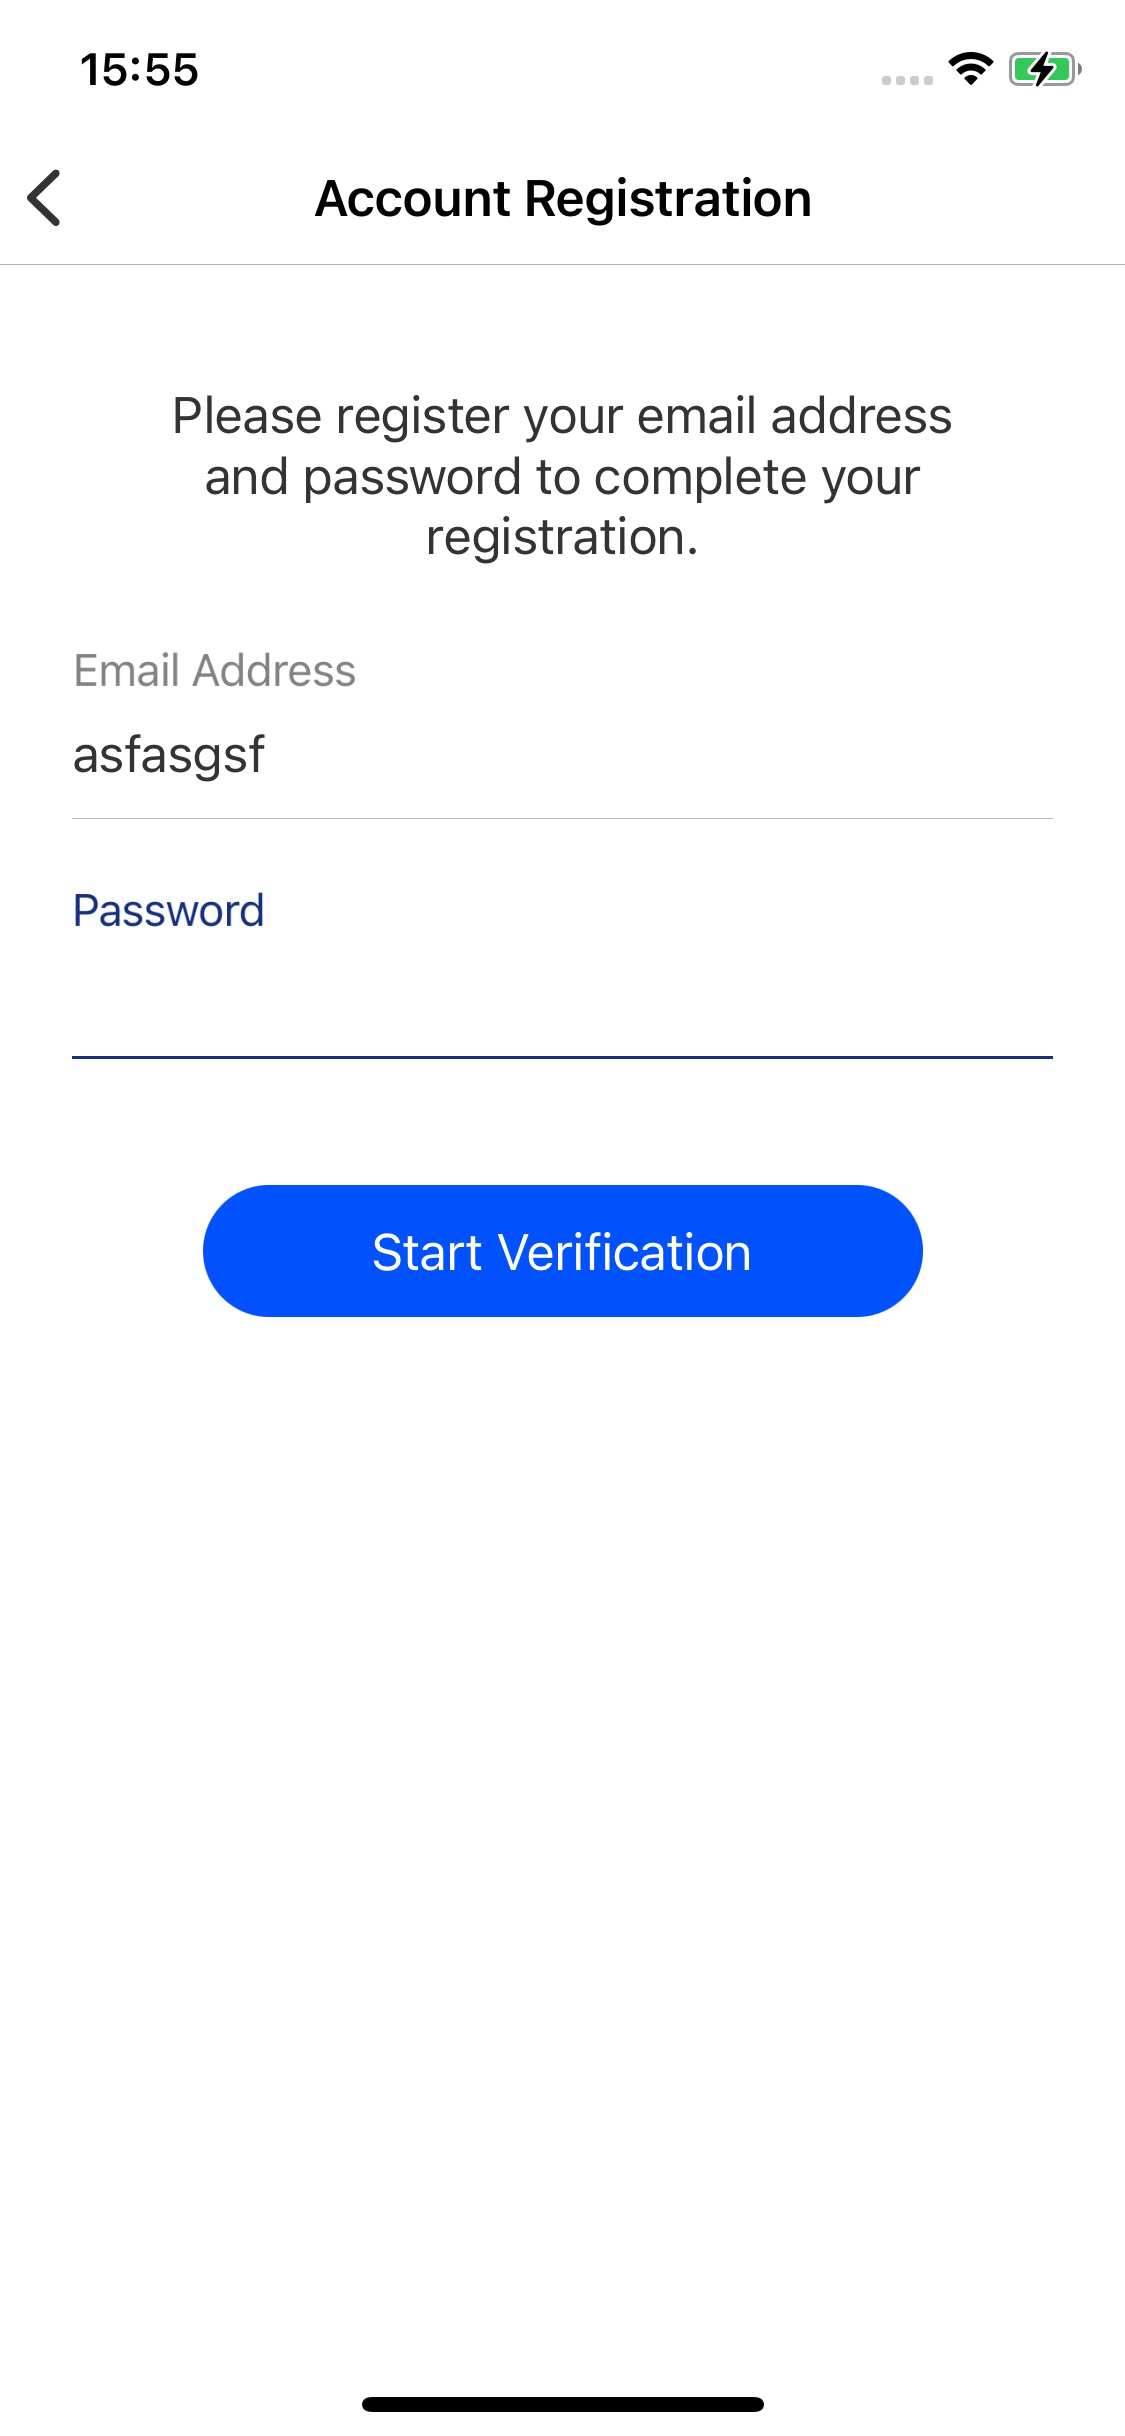 15:55
Account Registration
Please register your email address
and password to complete your
registration.
Email Address
asfasgsf
Password
Start Verification